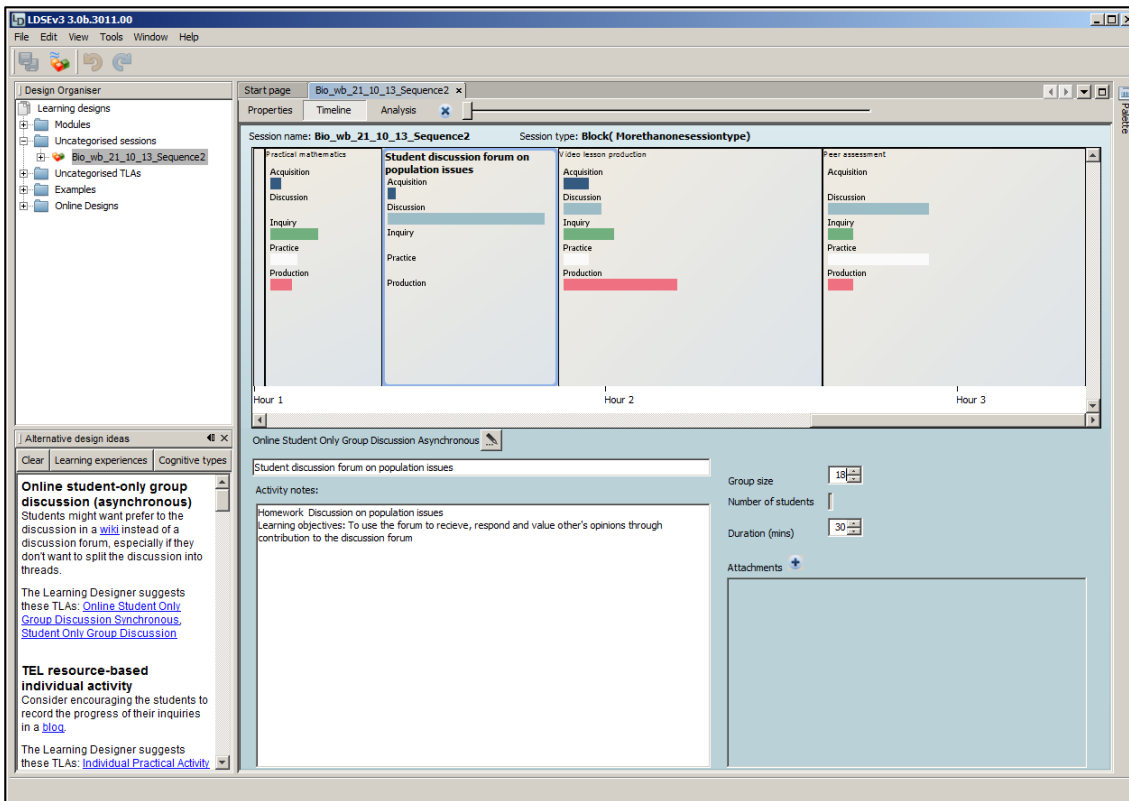 LDSEv3 3.0b.3011.00
File Edit View Tools Window Help
Design Organiser
Learning designs
Modules
Uncategorised sessions
Bio_wb_21_10_13_Sequence2
Uncategorised TLAs
Examples
Online Designs
Start page Bio_wb_21_10_13_Sequence2
Properties Timeline Analysis
Palette
Session name: Bio_wb_21_10_13_Sequence2 Session type: Block( Morethanonesessiontype)
Practical mathematics
Acquisition
Discussion
Inquiry
Practice
Production
Student discussion forum on
population issues
Acquisition
Discussion
Inquiry
Practice
Production
Video lesson production
Acquisition
Discussion
Inquiry
Practice
Production
Peer assessment
Acquisition
Discussion
Inquiry
Practice
Production
Hour 1 Hour 2 Hour 3
Alternative design ideas
Clear Learning experiences Cognitive types
Online student-only group
discussion (asynchronous)
Students might want prefer to the
discussion in a wiki instead of a
discussion forum, especially if they
don't want to split the discussion into
threads.
The Learning Designer suggests
these TLAs: Online Student Only
Group Discussion Synchronous,
Student Only Group Discussion
TEL resource-based
individual activity
Consider encouraging the students to
record the progress of their inquiries
in a blog.
The Learning Designer suggests
these TLAs: Individual Practical Activity
Online Student Only Group Discussion Asynchronous
Student discussion forum on population issues
Activity notes:
Homework Discussion on population issues
Learning objectives: To use the forum to recieve, respond and value other's opinions through
contribution to the discussion forum
Group size 18
Number of students
Duration (mins) 30
Attachments